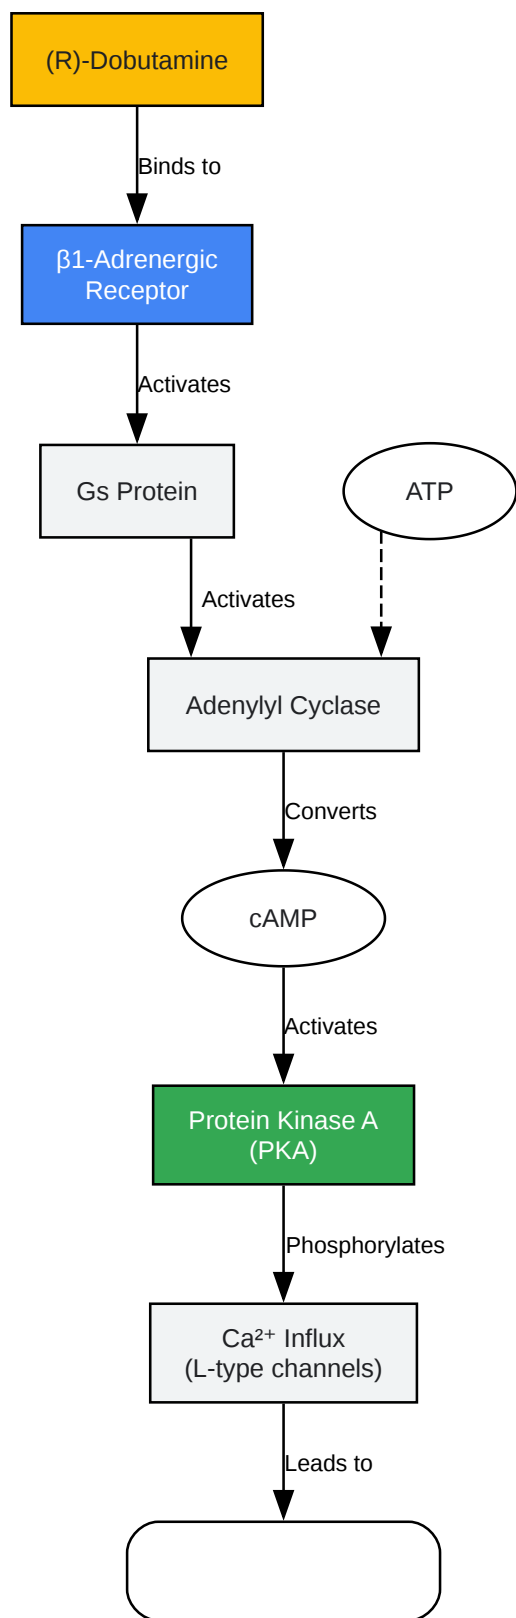 (R)-Dobutamine
Binds to
β1-Adrenergic
Receptor
Activates
Gs Protein
ATP
Activates
Adenylyl Cyclase
Converts
cAMP
Activates
Protein Kinase A
(PKA)
Phosphorylates
Ca²⁺ Influx
(L-type channels)
Leads to